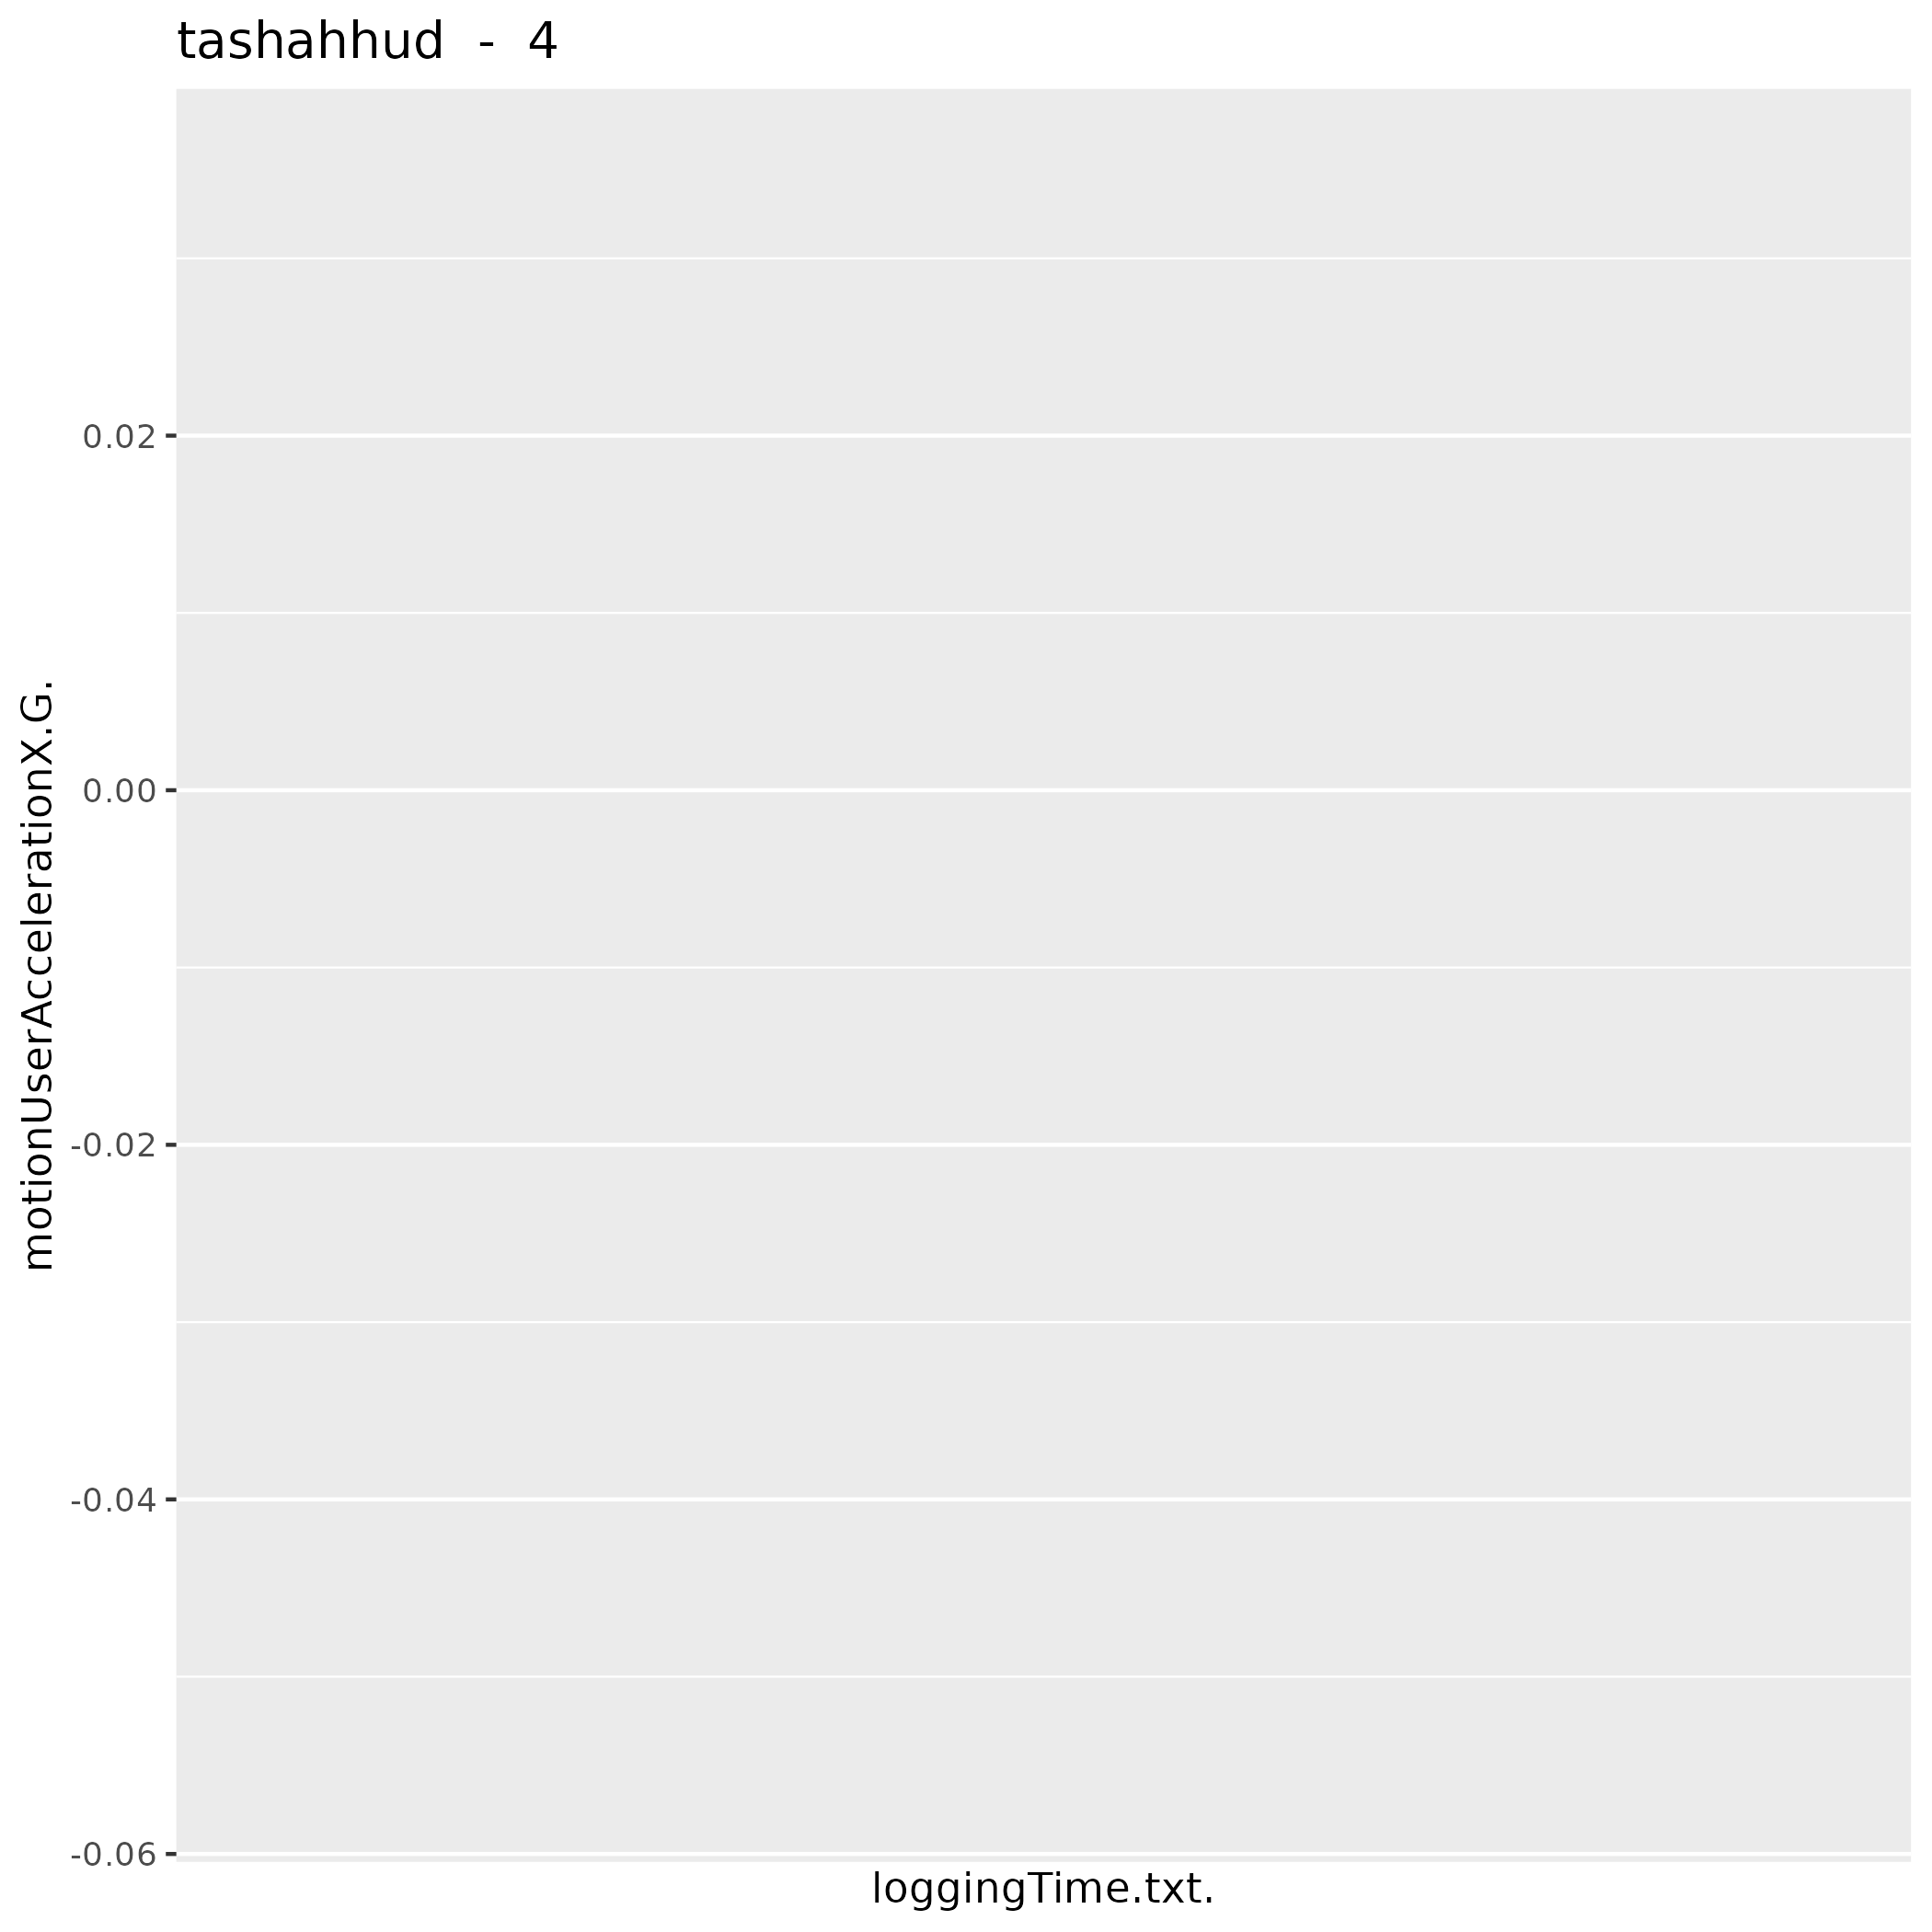 tashahhud - 4
motionUserAccelerationX.G.
0.02
0.00
-0.02
-0.04
-0.06
loggingTime.txt.